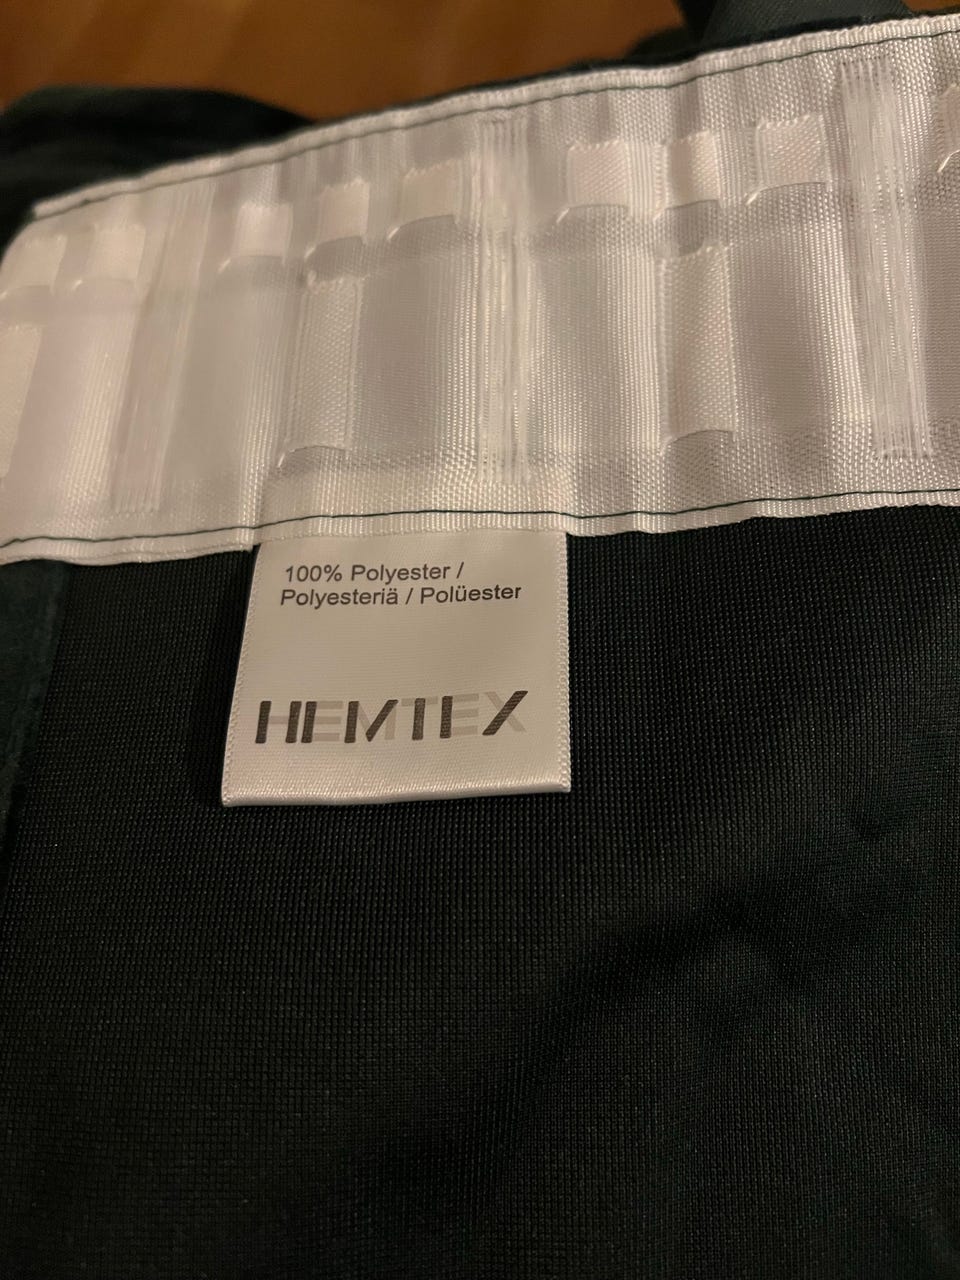 100% Polyester /
Polyesteriä / Polüester
HEMTEX